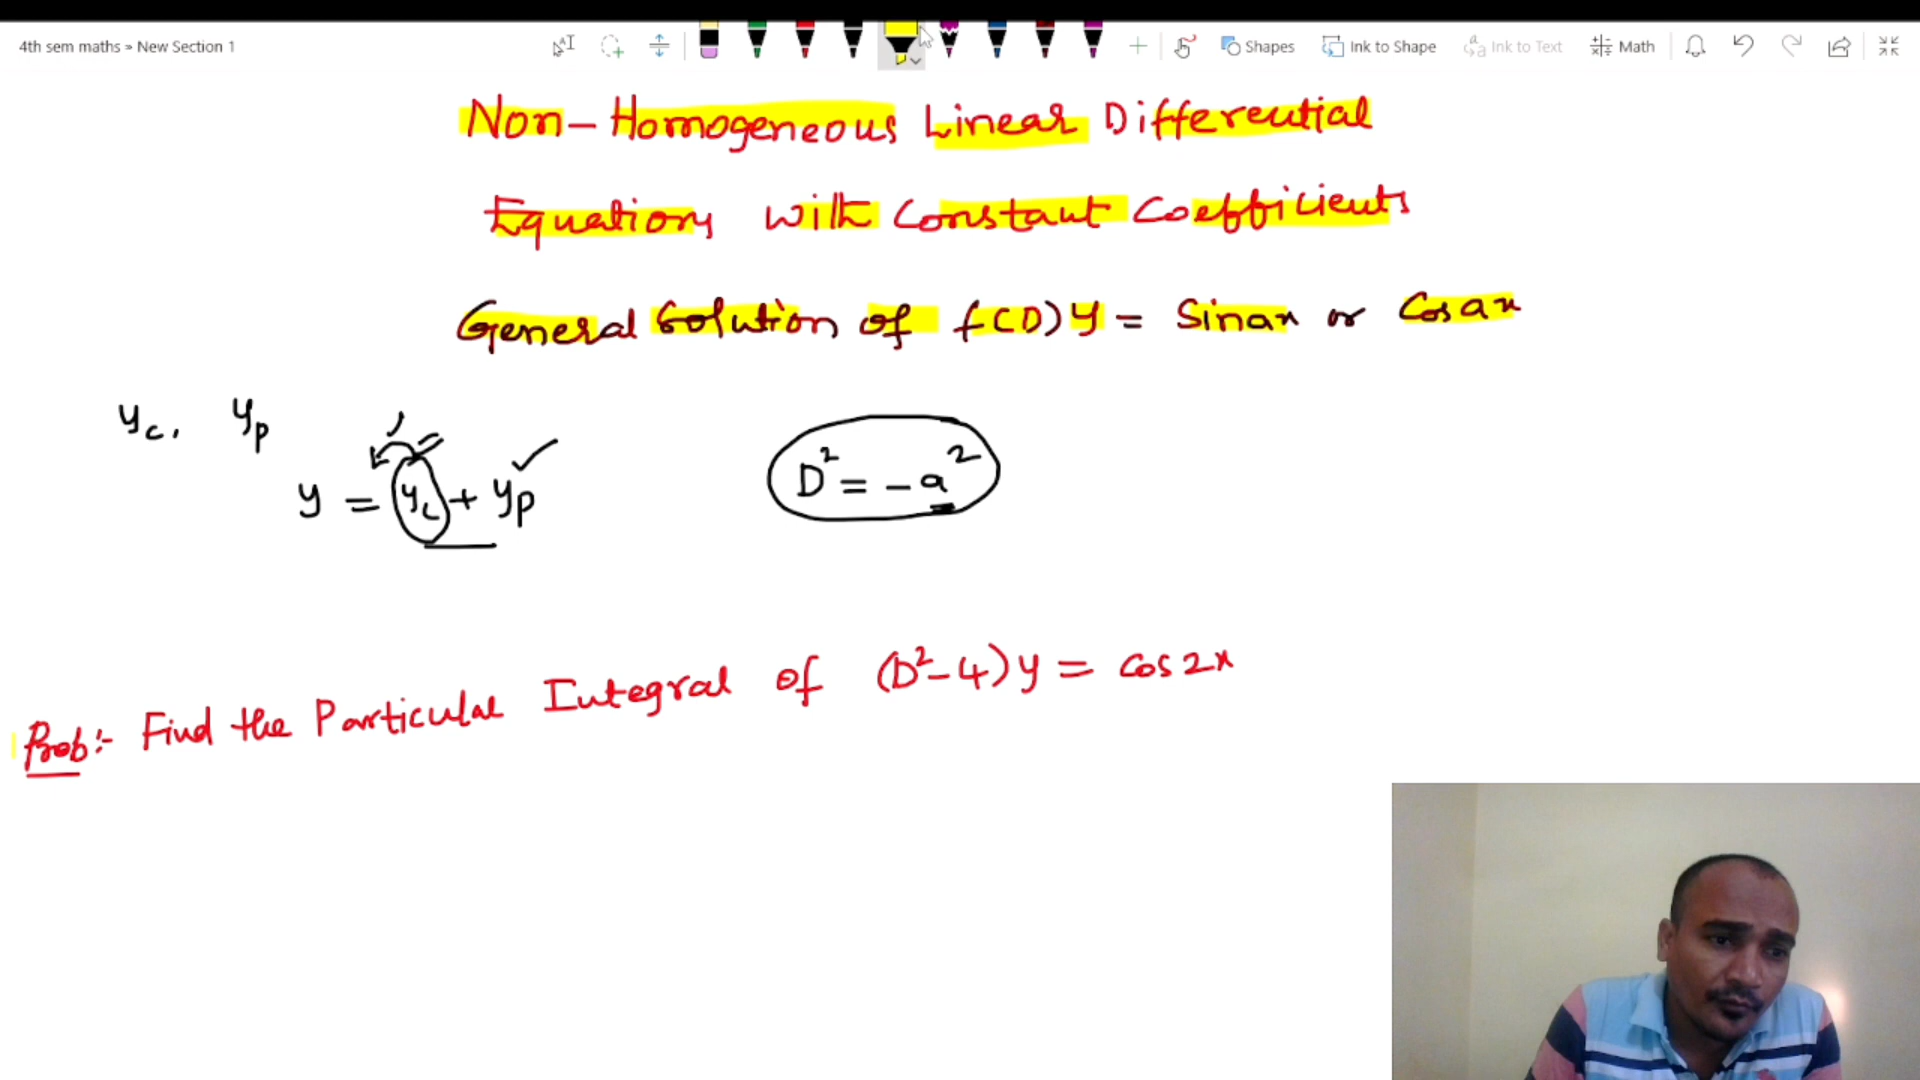 4th sem maths » New Section 1
Shapes Ink to Shape Ink to Text Math
Non-Homogeneous Linear Differential
Equations with Constant Coefficients
General Solution of f(D)y = Sinax or Cosax
yc, yp
y = yc + yp
D² = -a²
Prob:- Find the Particular Integral of (D²-4)y = cos2x